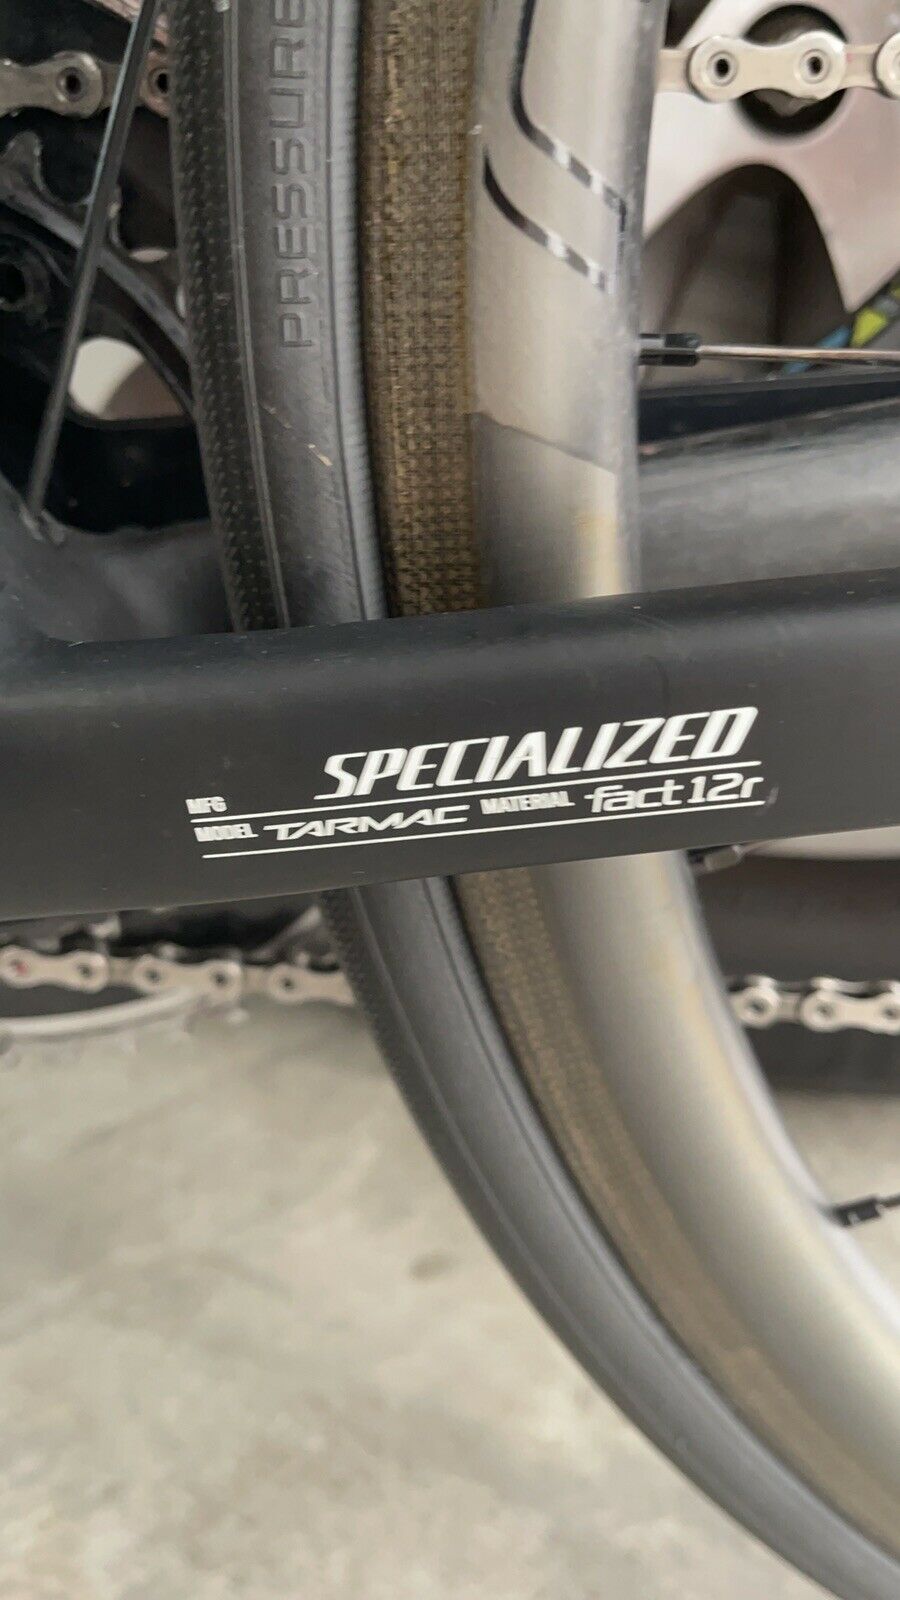 PRESSURE
MFG SPECIALIZED
MODEL TARMAC MATERIAL fact 12r